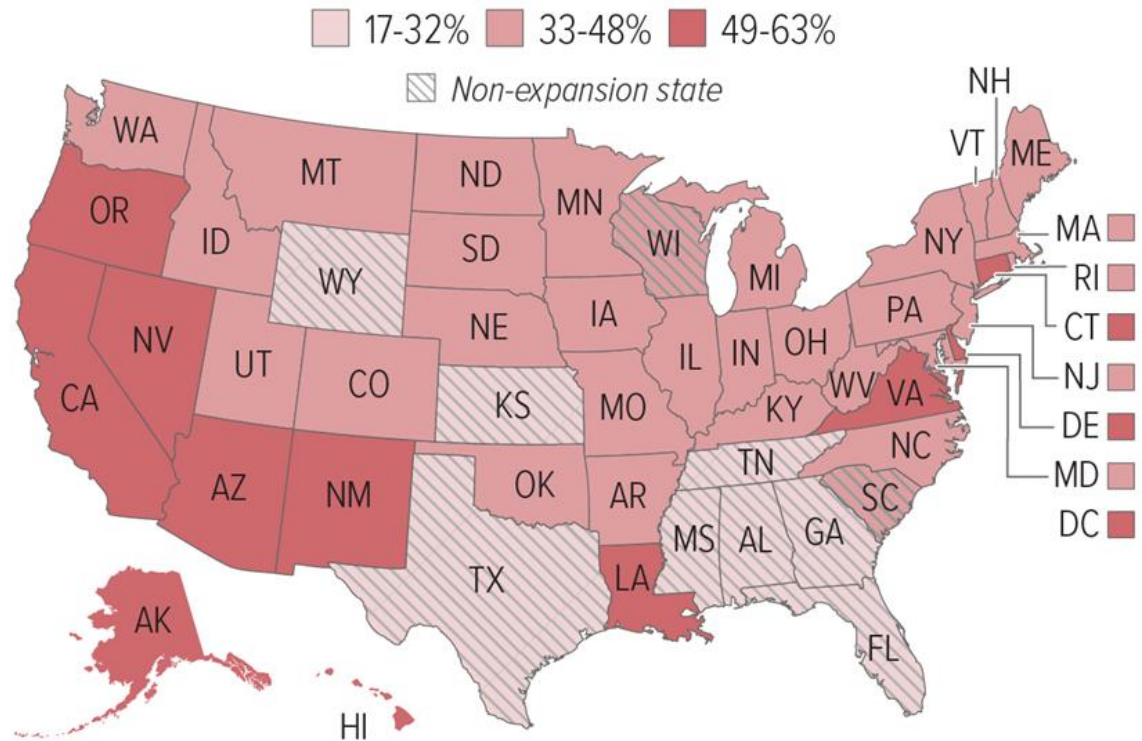 17-32% 33-48% 49-63%
Non-expansion state
NH
VT
ME
WA
MT
ND
MN
OR
ID
SD
WI
NY
MA
WY
MI
RI
IA
PA
NE
CT
NV
OH
UT
IL
IN
NJ
CO
WV
CA
KS
MO
VA
KY
DE
NC
TN
MD
AZ
NM
OK
AR
SC
DC
MS
AL
GA
TX
LA
AK
FL
HI